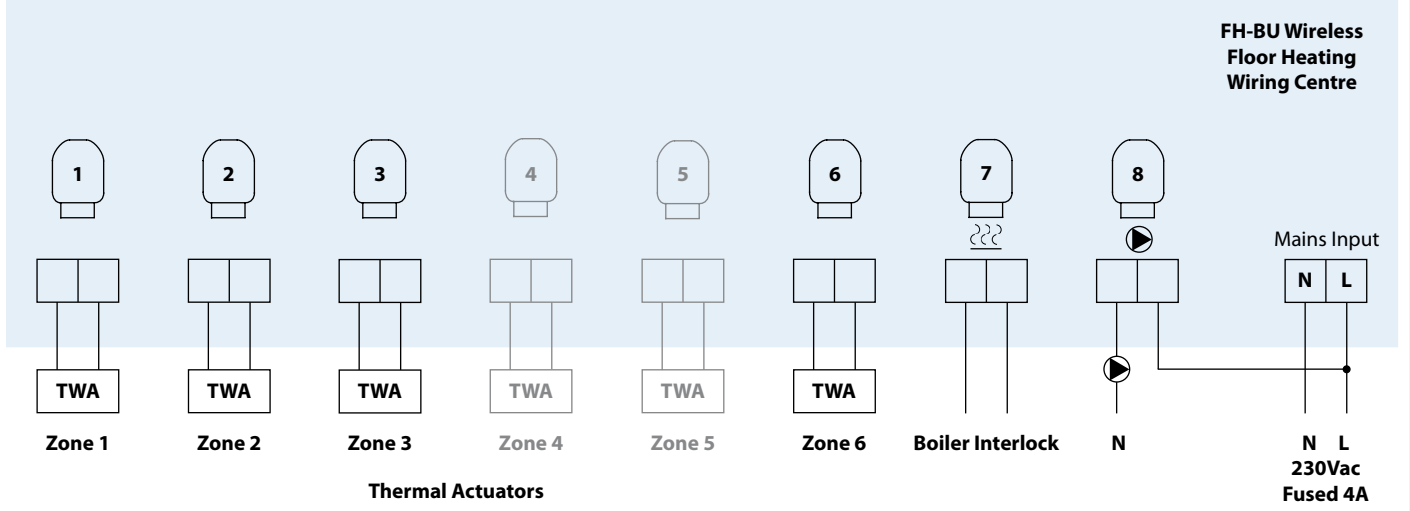 FH-BU Wireless
Floor Heating
Wiring Centre
1 2 3 4 5 6 7 8
Mains Input
N L
TWA TWA TWA TWA TWA TWA
Zone 1 Zone 2 Zone 3 Zone 4 Zone 5 Zone 6 Boiler Interlock N N L
230Vac
Thermal Actuators
Fused 4A